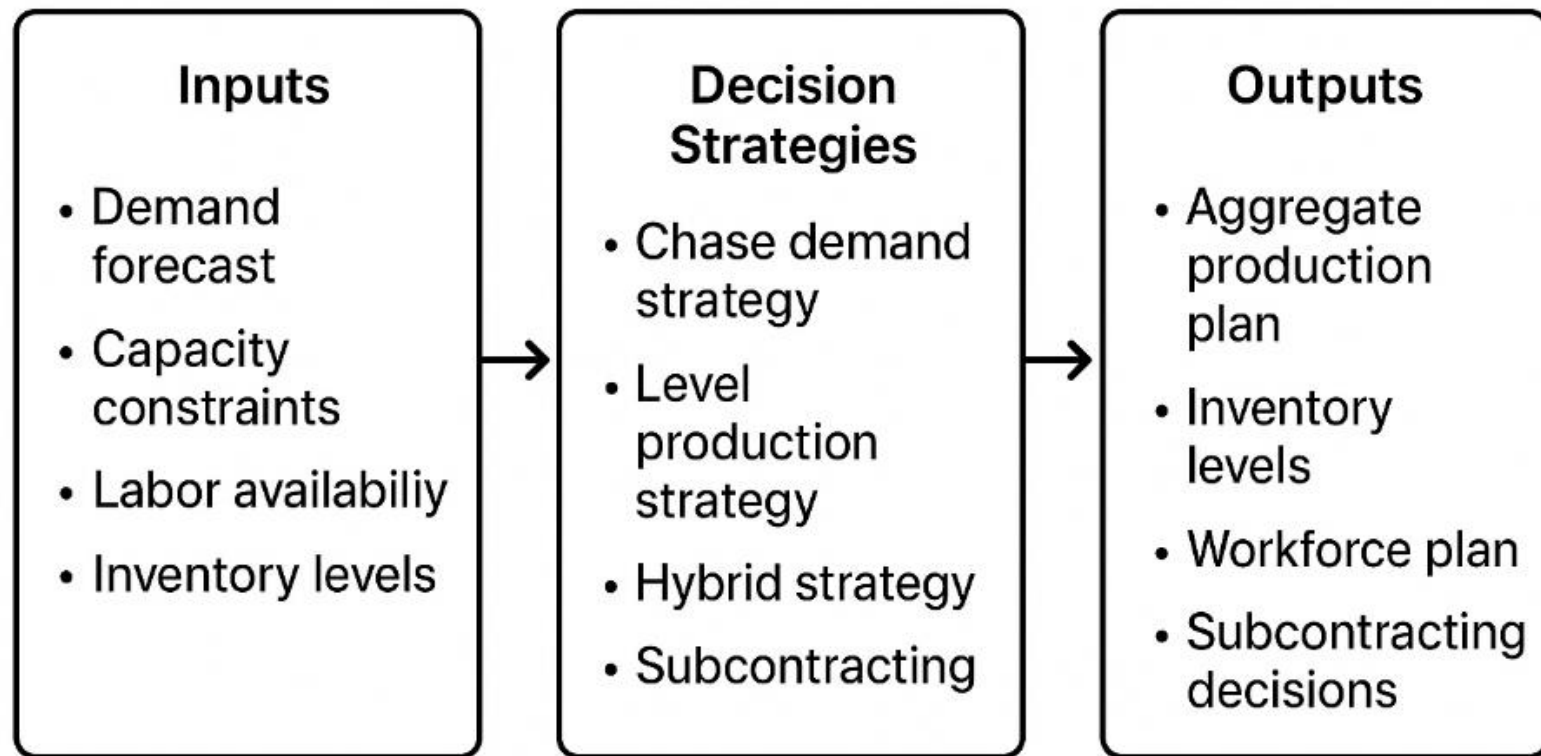 Inputs
• Demand
forecast
• Capacity
constraints
• Labor availabiliy
• Inventory levels
Decision
Strategies
• Chase demand
strategy
• Level
production
strategy
• Hybrid strategy
• Subcontracting
Outputs
• Aggregate
production
plan
• Inventory
levels
• Workforce plan
• Subcontracting
decisions